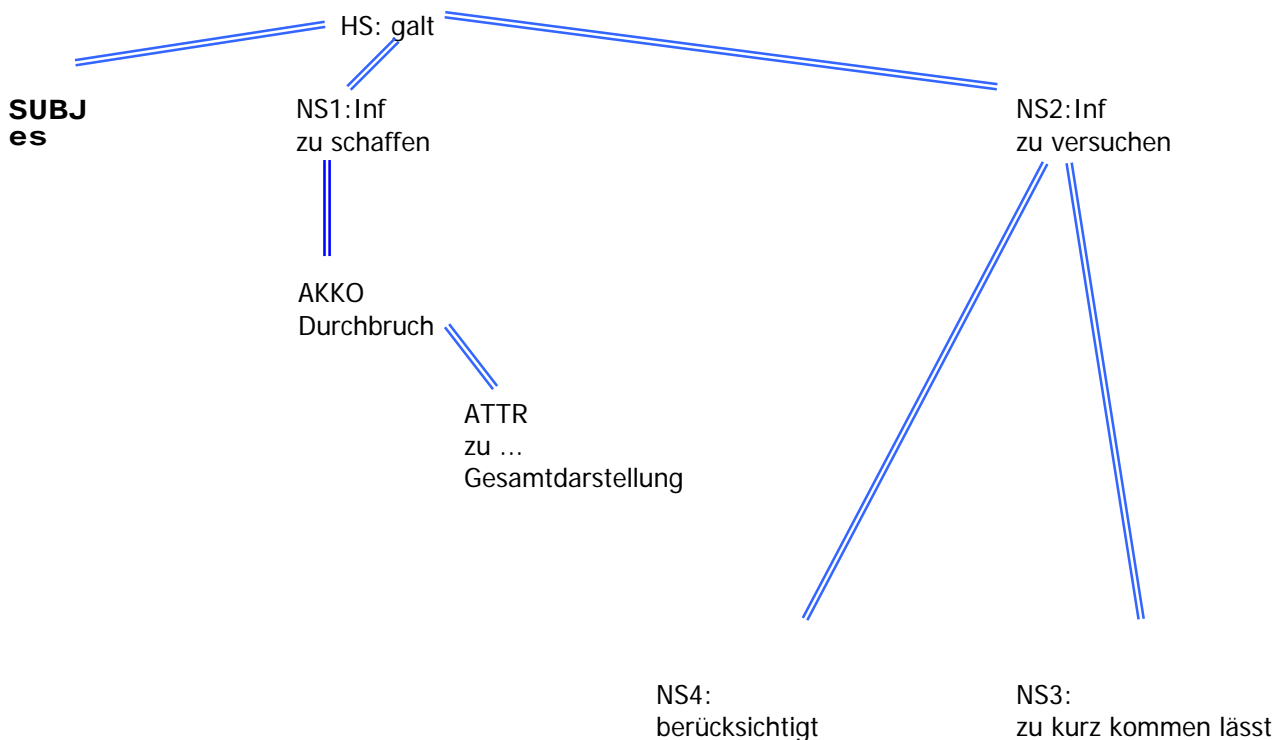 HS: galt
SUBJ
es
NS1:Inf
zu schaffen
NS2:Inf
zu versuchen
AKKO
Durchbruch
ATTR
zu ...
Gesamtdarstellung
NS4:
berücksichtigt
NS3:
zu kurz kommen lässt